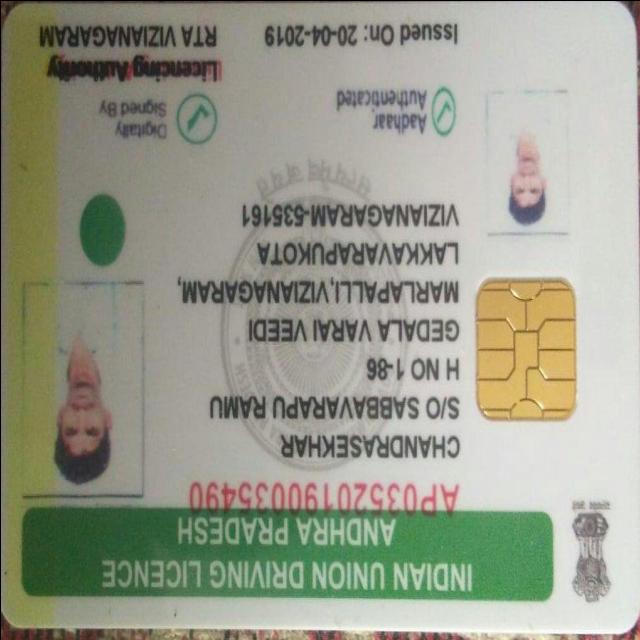 INDIAN UNION DRIVING LICENCE
ANDHRA PRADESH
AP03520190035490
CHANDRASEKHAR
S/O SABBAVARAPU RAMU
H NO 1-86
GEDALA VARAI VEEDI
MARLAPALLI,VIZIANAGARAM,
LAKKAVARAPUKOTA
VIZIANAGARAM-535161
Aadhaar
Authenticated
Digitally
Signed By
Licencing Authority
RTA VIZIANAGARAM
Issued On: 20-04-2019